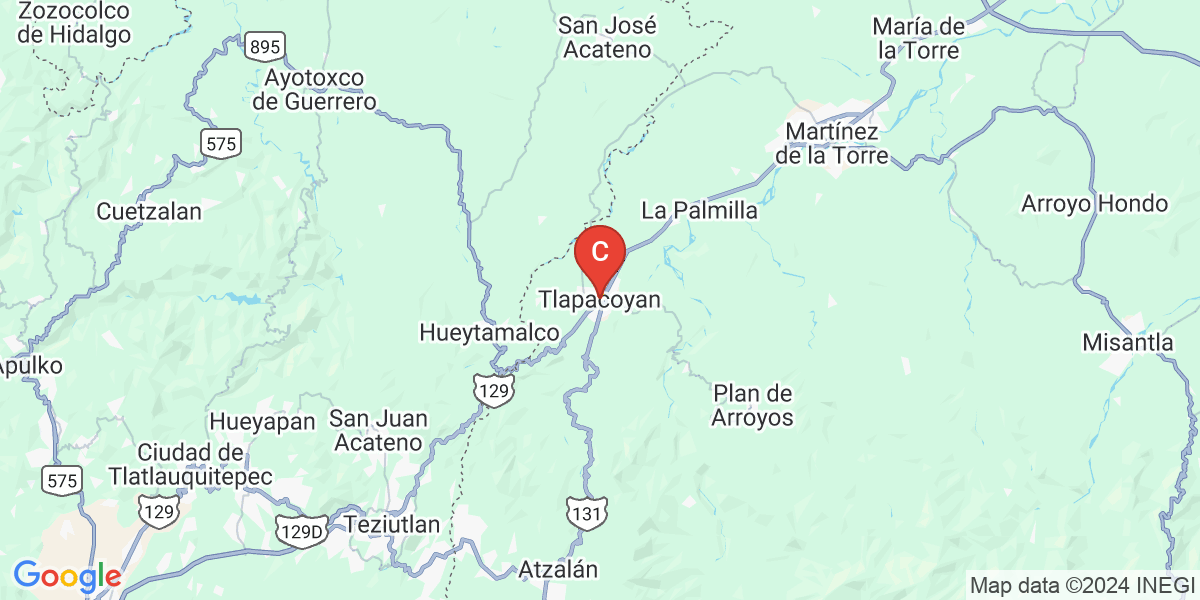 Zozocolco
de Hidalgo
San José
Acateno
María de
la Torre
895
Ayotoxco
de Guerrero
575
Martínez
de la Torre
Cuetzalan
La Palmilla
Arroyo Hondo
C
Tlapacoyan
Hueytamalco
Misantla
Apulko
129
Plan de
Arroyos
Hueyapan
San Juan
Acateno
Ciudad de
Tlatlauquitepec
575
129
129D
Teziutlan
131
Atzalán
Google
Map data ©2024 INEGI